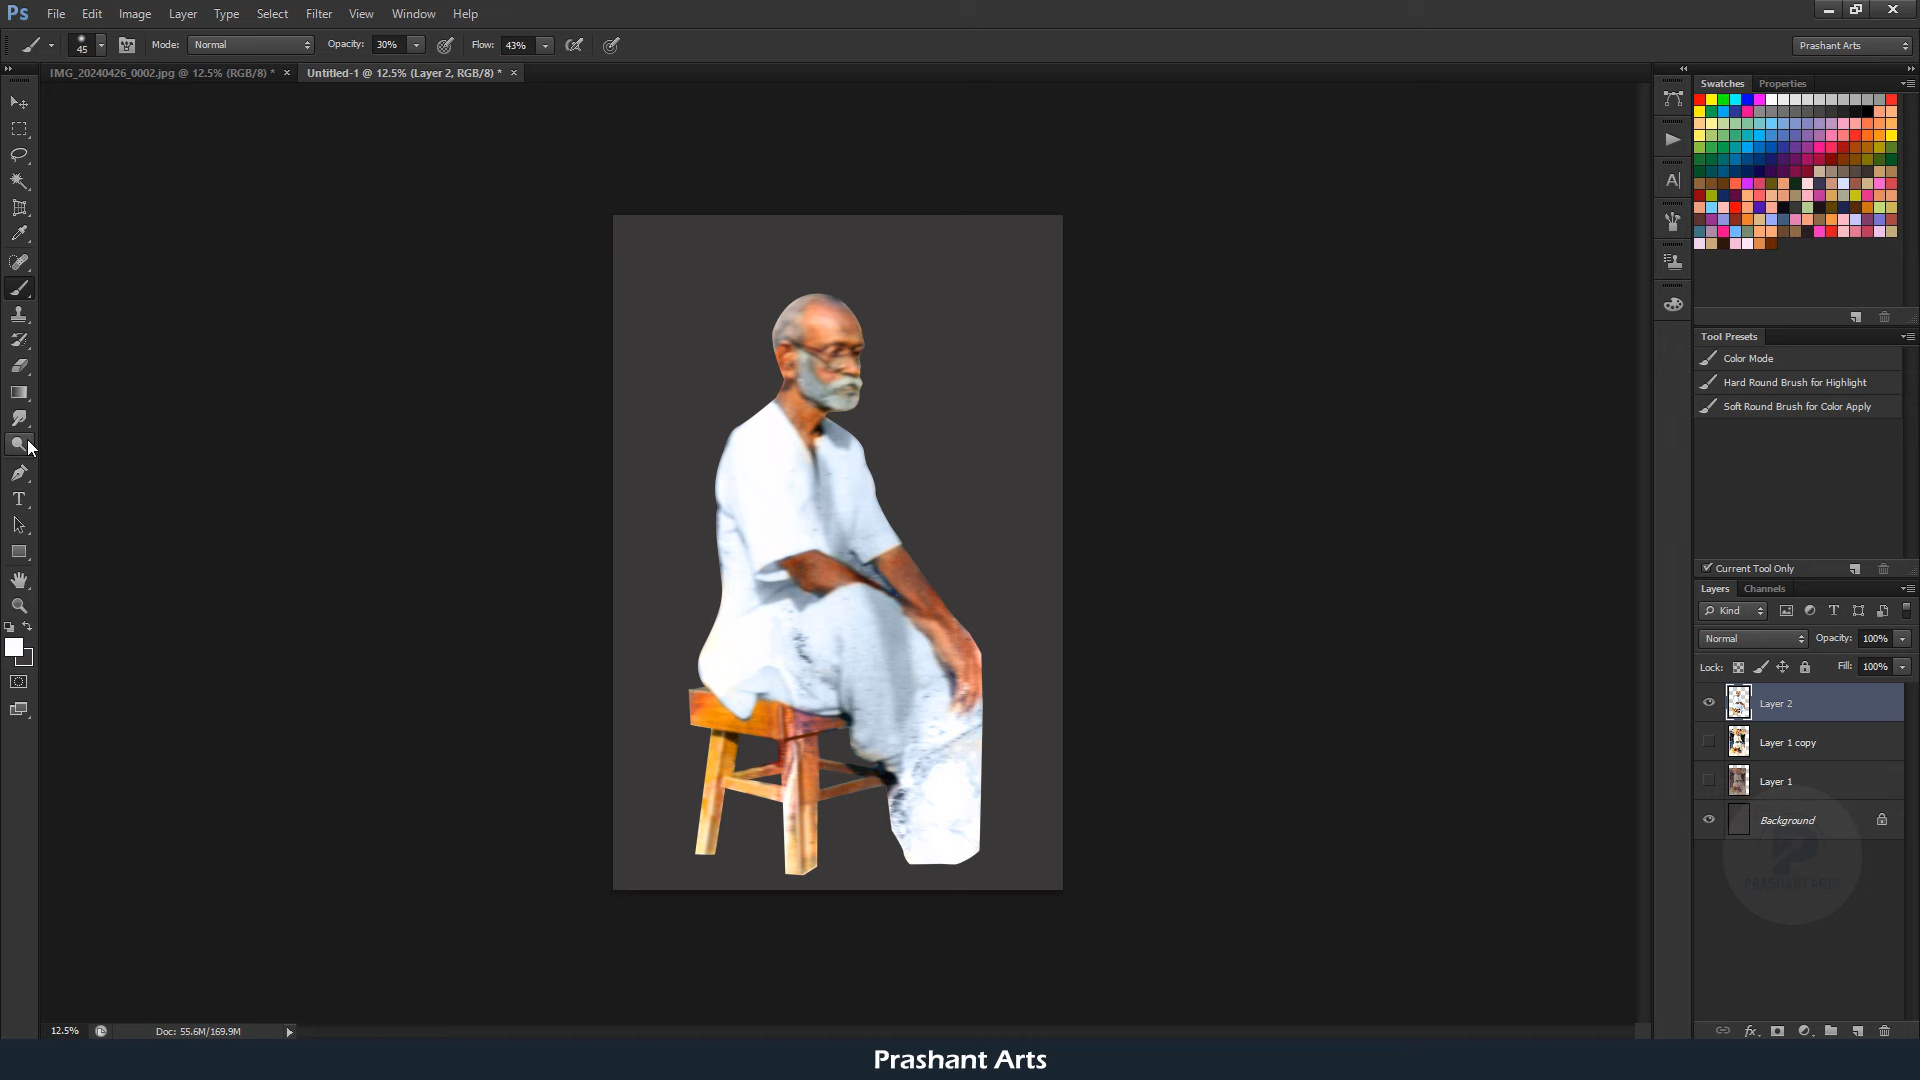 Ps File Edit Image Layer Type Select Filter View Window Help
45 Mode: Normal Opacity: 30% Flow: 43% Prashant Arts
IMG_20240426_0002.jpg @ 12.5% (RGB/8) * × Untitled-1 @ 12.5% (Layer 2, RGB/8) * ×
Swatches Properties
Tool Presets
Color Mode
Hard Round Brush for Highlight
Soft Round Brush for Color Apply
Current Tool Only
Layers Channels
Kind
Normal Opacity: 100%
Lock: Fill: 100%
Layer 2
Layer 1 copy
Layer 1
Background
PRASHANT ARTS
12.5% Doc: 55.6M/169.9M
Prashant Arts